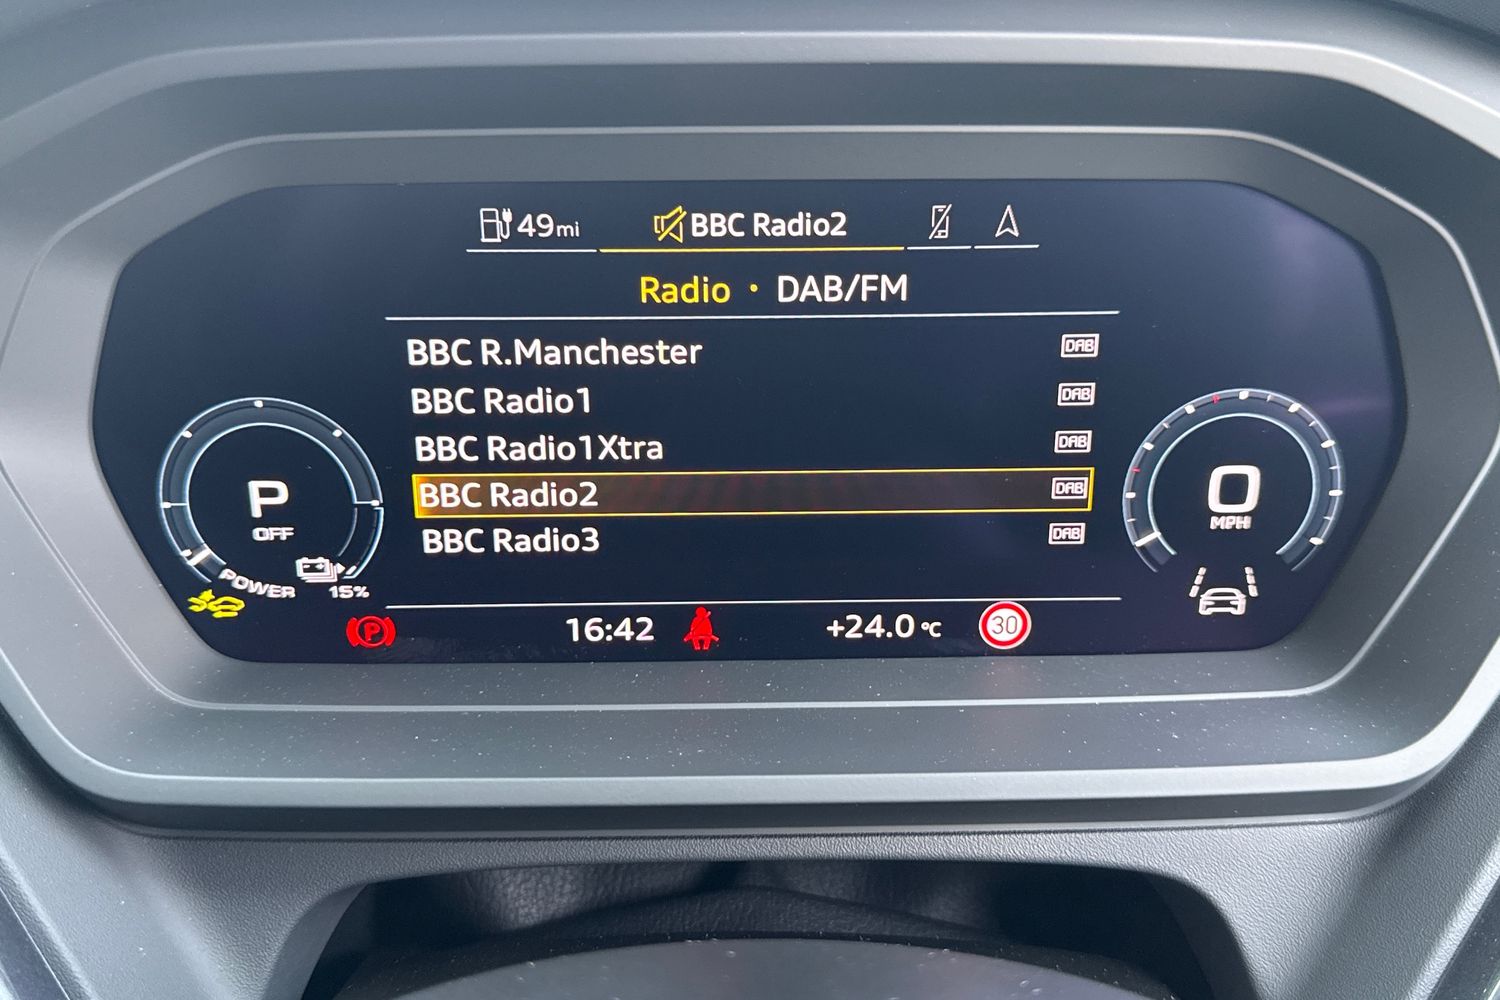 49mi BBC Radio2
Radio · DAB/FM
BBC R.Manchester DAB
BBC Radio1 DAB
BBC Radio1Xtra DAB
BBC Radio2 DAB
BBC Radio3 DAB
P
OFF
POWER
15%
0
MPH
P
16:42
+24.0 °C
30